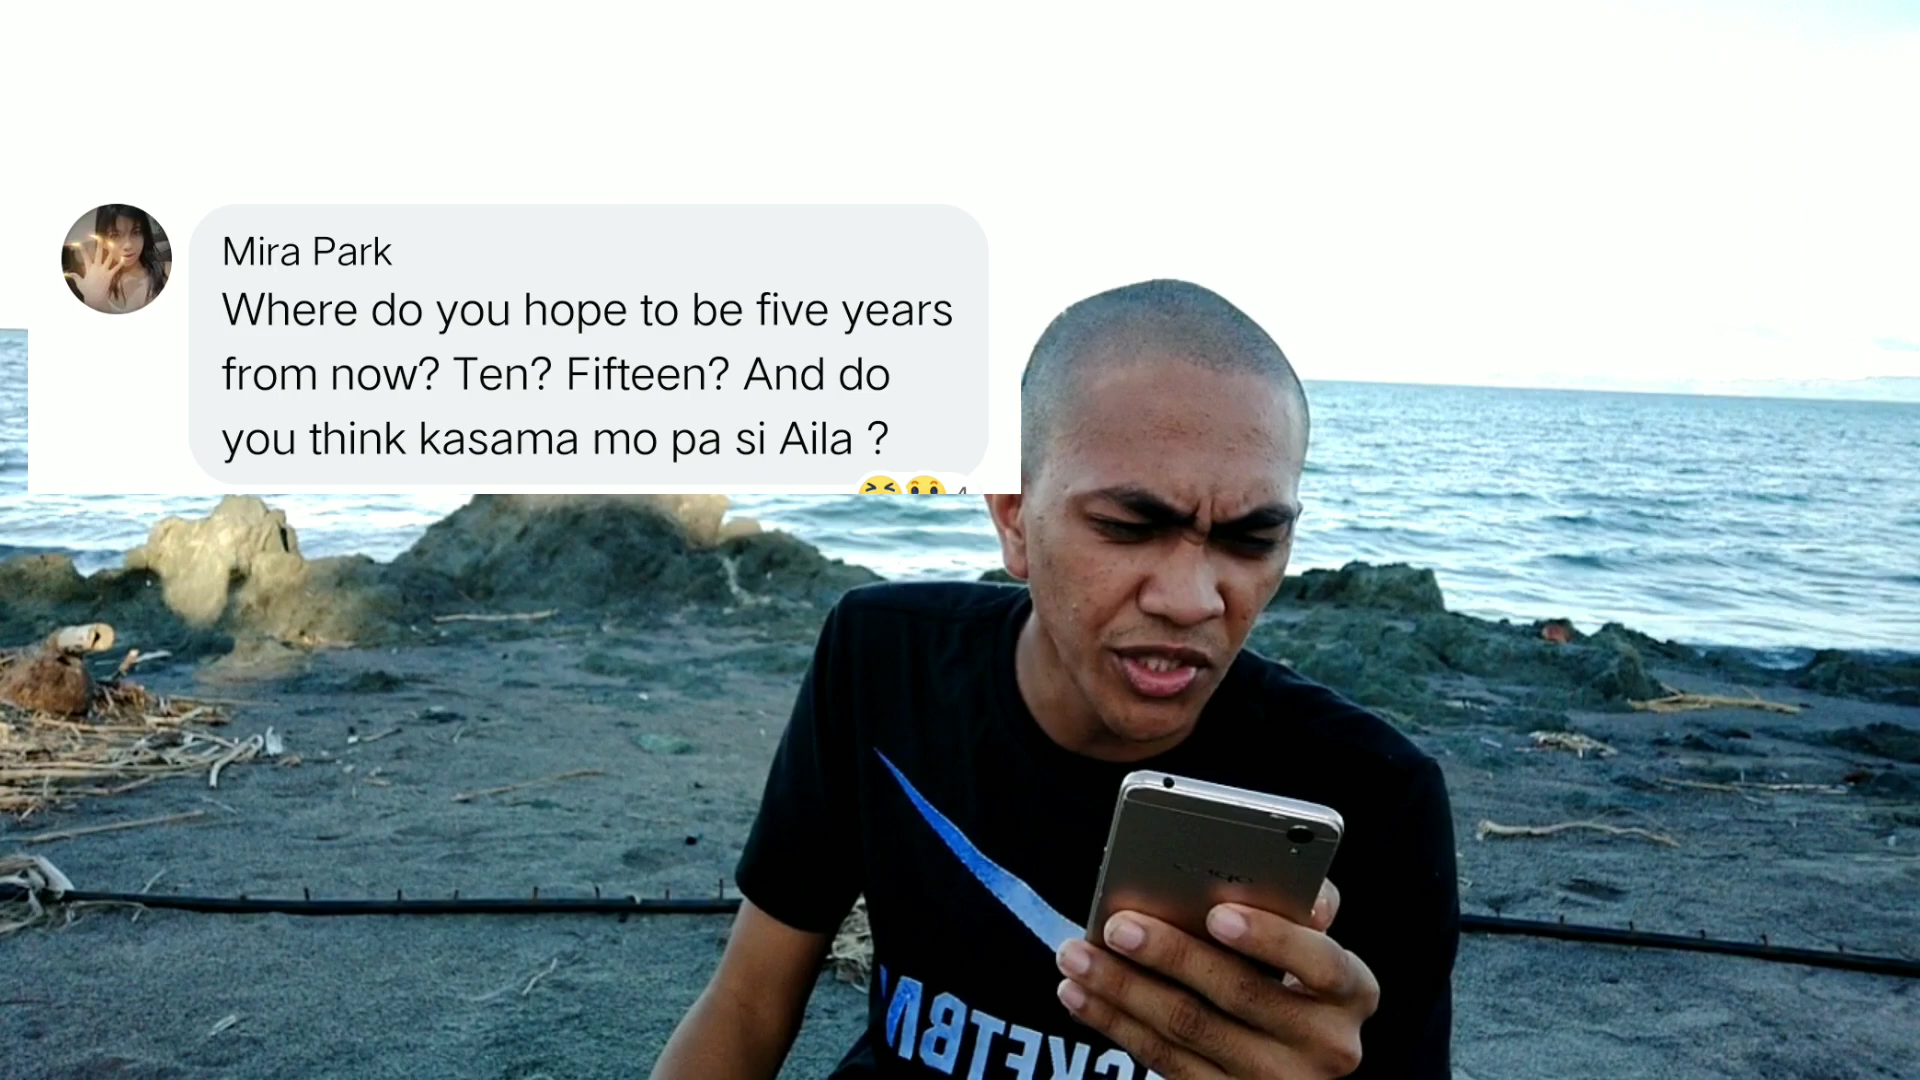 Mira Park
Where do you hope to be five years
from now? Ten? Fifteen? And do
you think kasama mo pa si Aila ?